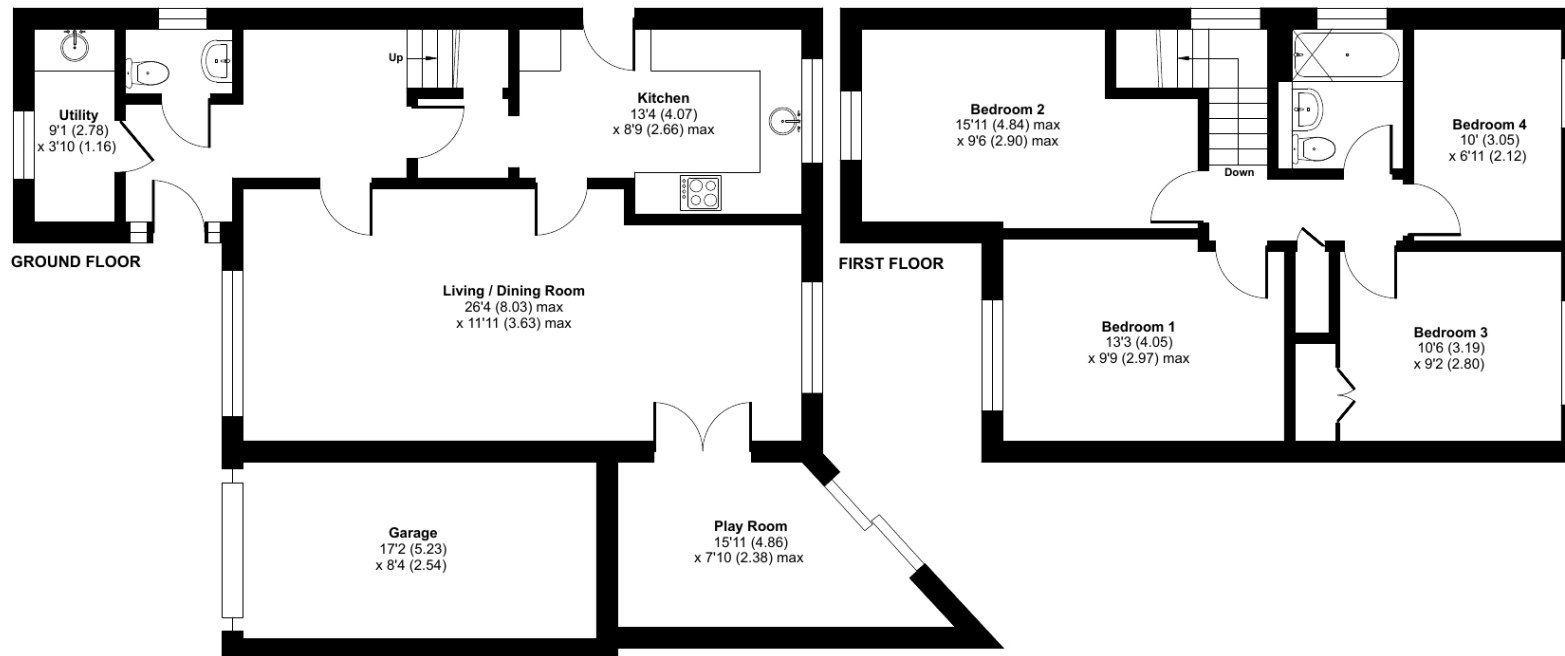 Up
Utility
9'1 (2.78)
x 3'10 (1.16)
Kitchen
13'4 (4.07)
x 8'9 (2.66) max
GROUND FLOOR
Living / Dining Room
26'4 (8.03) max
x 11'11 (3.63) max
Garage
17'2 (5.23)
x 8'4 (2.54)
Play Room
15'11 (4.86)
x 7'10 (2.38) max
Bedroom 2
15'11 (4.84) max
x 9'6 (2.90) max
Down
Bedroom 4
10' (3.05)
x 6'11 (2.12)
FIRST FLOOR
Bedroom 1
13'3 (4.05)
x 9'9 (2.97) max
Bedroom 3
10'6 (3.19)
x 9'2 (2.80)